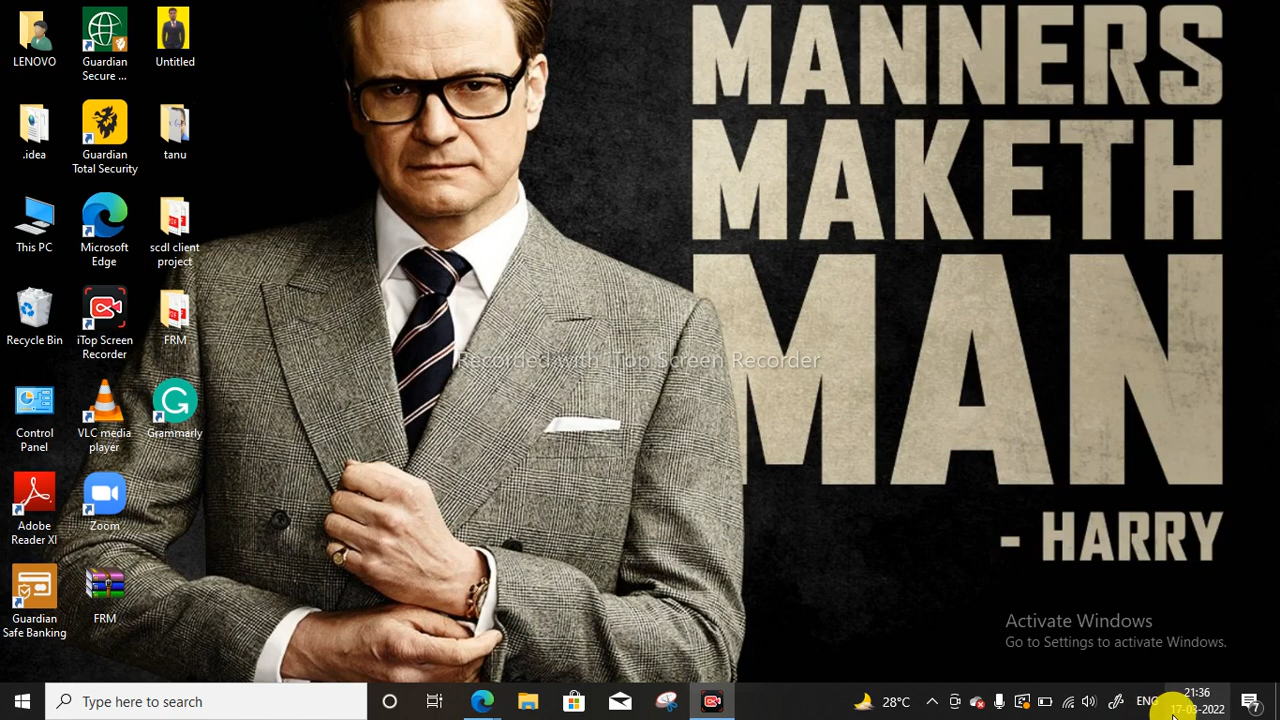 MANNERS
MAKETH
MAN
- HARRY
LENOVO
Guardian
Secure ...
Untitled
.idea
Guardian
Total Security
tanu
This PC
Microsoft
Edge
scdl client
project
Recycle Bin
iTop Screen
Recorder
FRM
Control
Panel
VLC media
player
Grammarly
Adobe
Reader XI
Zoom
Guardian
Safe Banking
FRM
Recorded with iTop Screen Recorder
Activate Windows
Go to Settings to activate Windows.
Type here to search
28°C
ENG
21:36
17-03-2022
7